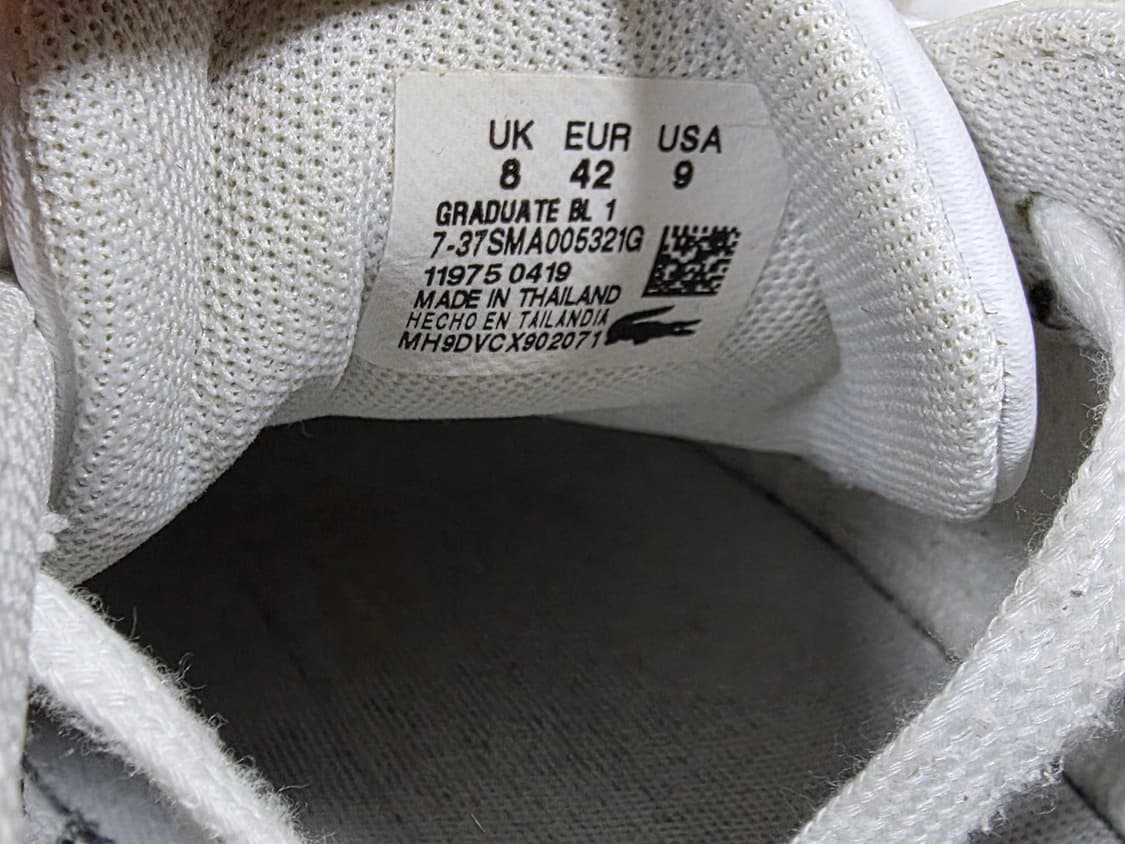 UK EUR USA
8 42 9
GRADUATE BL 1
7-37SMA005321G
11975 0419
MADE IN THAILAND
HECHO EN TAILANDIA
MH9DVCX902071